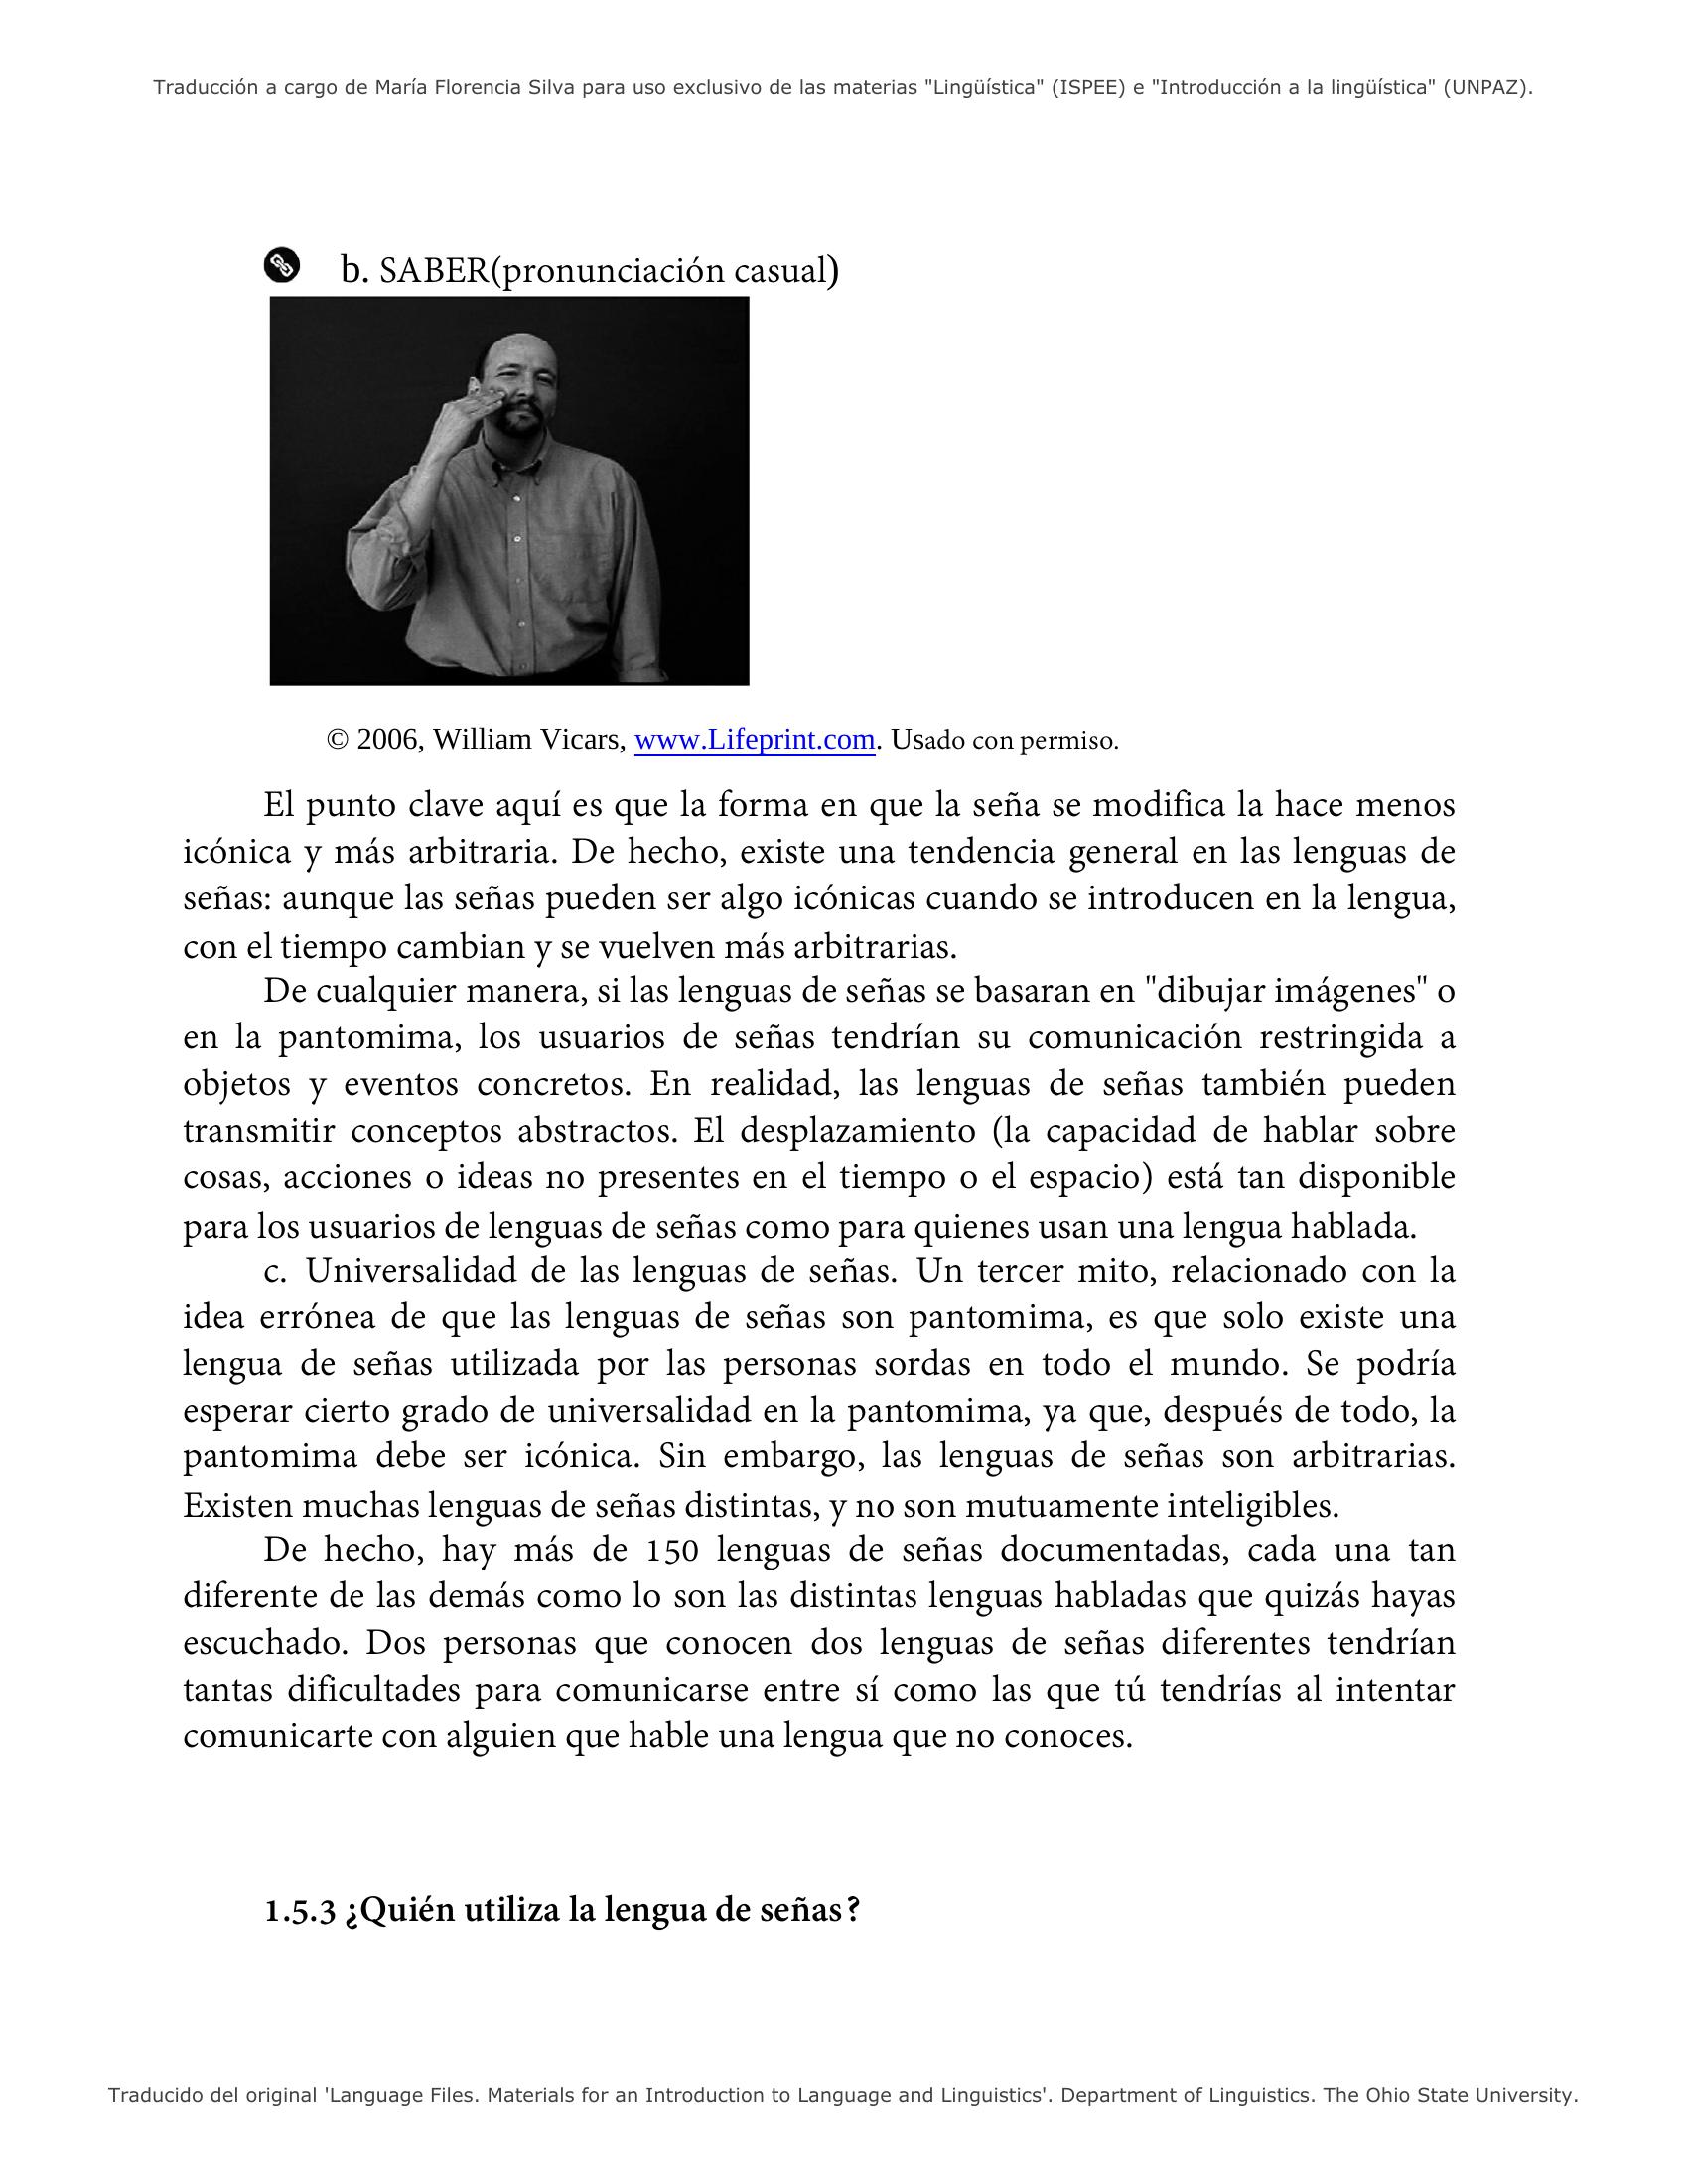 Traducción a cargo de María Florencia Silva para uso exclusivo de las materias "Lingüística" (ISPEE) e "Introducción a la lingüística" (UNPAZ).
b. SABER(pronunciación casual)
© 2006, William Vicars, www.Lifeprint.com. Usado con permiso.
El punto clave aquí es que la forma en que la seña se modifica la hace menos
icónica y más arbitraria. De hecho, existe una tendencia general en las lenguas de
señas: aunque las señas pueden ser algo icónicas cuando se introducen en la lengua,
con el tiempo cambian y se vuelven más arbitrarias.
De cualquier manera, si las lenguas de señas se basaran en "dibujar imágenes" o
en la pantomima, los usuarios de señas tendrían su comunicación restringida a
objetos y eventos concretos. En realidad, las lenguas de señas también pueden
transmitir conceptos abstractos. El desplazamiento (la capacidad de hablar sobre
cosas, acciones o ideas no presentes en el tiempo o el espacio) está tan disponible
para los usuarios de lenguas de señas como para quienes usan una lengua hablada.
c. Universalidad de las lenguas de señas. Un tercer mito, relacionado con la
idea errónea de que las lenguas de señas son pantomima, es que solo existe una
lengua de señas utilizada por las personas sordas en todo el mundo. Se podría
esperar cierto grado de universalidad en la pantomima, ya que, después de todo, la
pantomima debe ser icónica. Sin embargo, las lenguas de señas son arbitrarias.
Existen muchas lenguas de señas distintas, y no son mutuamente inteligibles.
De hecho, hay más de 150 lenguas de señas documentadas, cada una tan
diferente de las demás como lo son las distintas lenguas habladas que quizás hayas
escuchado. Dos personas que conocen dos lenguas de señas diferentes tendrían
tantas dificultades para comunicarse entre sí como las que tú tendrías al intentar
comunicarte con alguien que hable una lengua que no conoces.
1.5.3 ¿Quién utiliza la lengua de señas?
Traducido del original 'Language Files. Materials for an Introduction to Language and Linguistics'. Department of Linguistics. The Ohio State University.